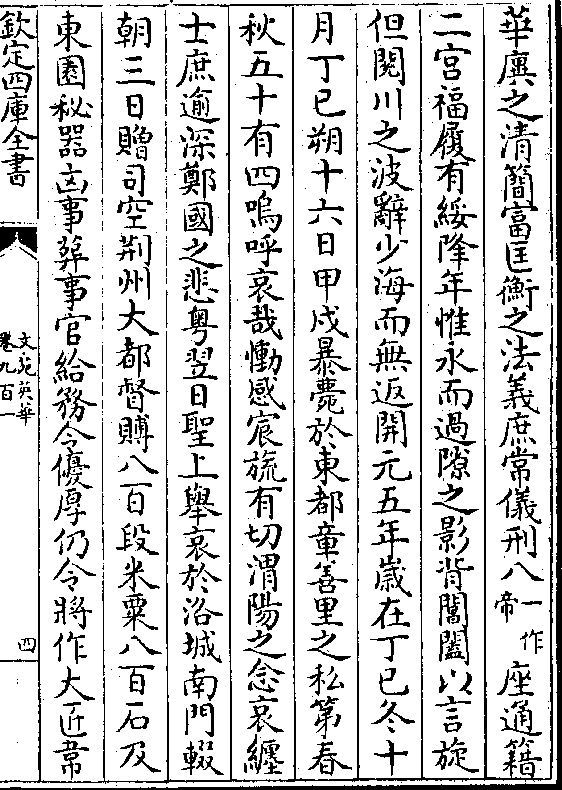 華廙之清簡富匡衡之法義庶常儀刑八一作帝座通籍
二宮福履有綏降年惟永而過隙之影背閶闔以言旋
但閱川之波辭少海而無返開元五年歲在丁巳冬十
月丁巳朔十六日甲戌暴薨於東都章善里之私第春
秋五十有四嗚呼哀哉慟感宸旒有切渭陽之念哀纏
士庶逾深鄭國之悲粤翌日聖上舉哀於洛城南門輟
朝三日贈司空荆州大都督賻八百段米粟八百石及
東園秘器凶事葬事官給務令優厚仍令將作大匠韋
欽定四庫全書
文苑英華
卷九百一
四